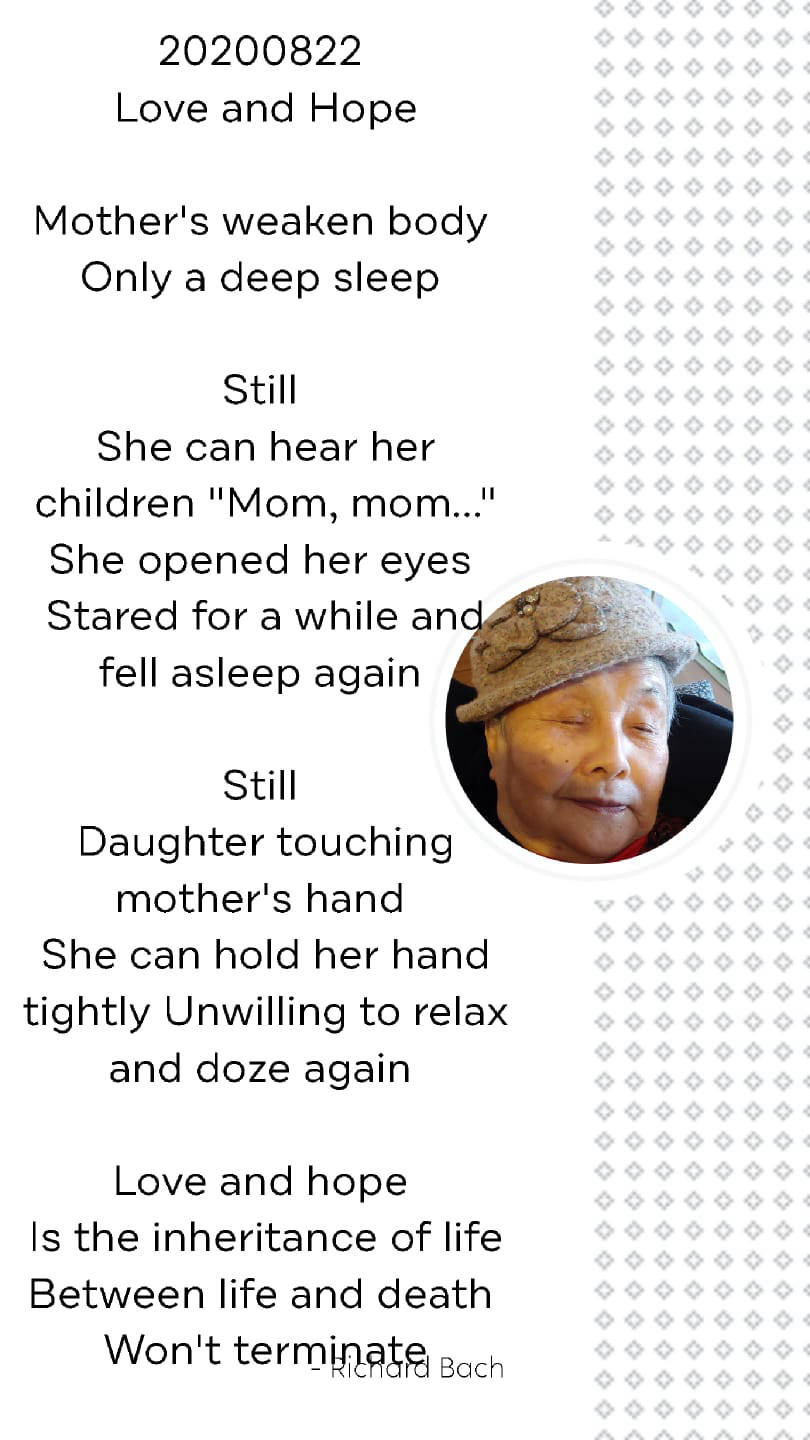 20200822
Love and Hope
Mother's weaken body
Only a deep sleep
Still
She can hear her
children "Mom, mom..."
She opened her eyes
Stared for a while and
fell asleep again
Still
Daughter touching
mother's hand
She can hold her hand
tightly Unwilling to relax
and doze again
Love and hope
Is the inheritance of life
Between life and death
Won't terminate
- Richard Bach